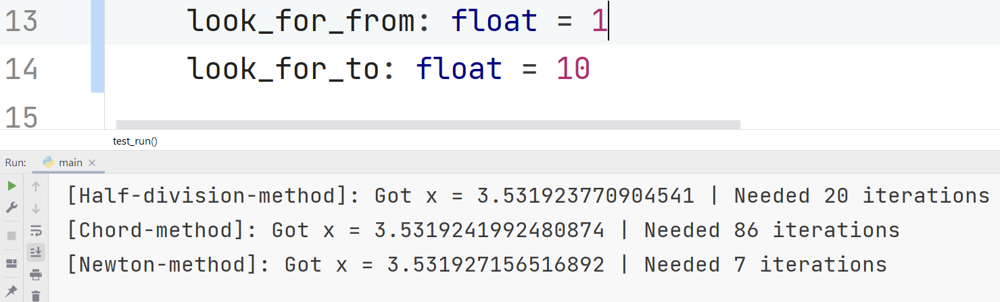 13 look_for_from: float = 1
14 look_for_to: float = 10
15
test_run()
Run: main ×
[Half-division-method]: Got x = 3.531923770904541 | Needed 20 iterations
[Chord-method]: Got x = 3.5319241992480874 | Needed 86 iterations
[Newton-method]: Got x = 3.531927156516892 | Needed 7 iterations